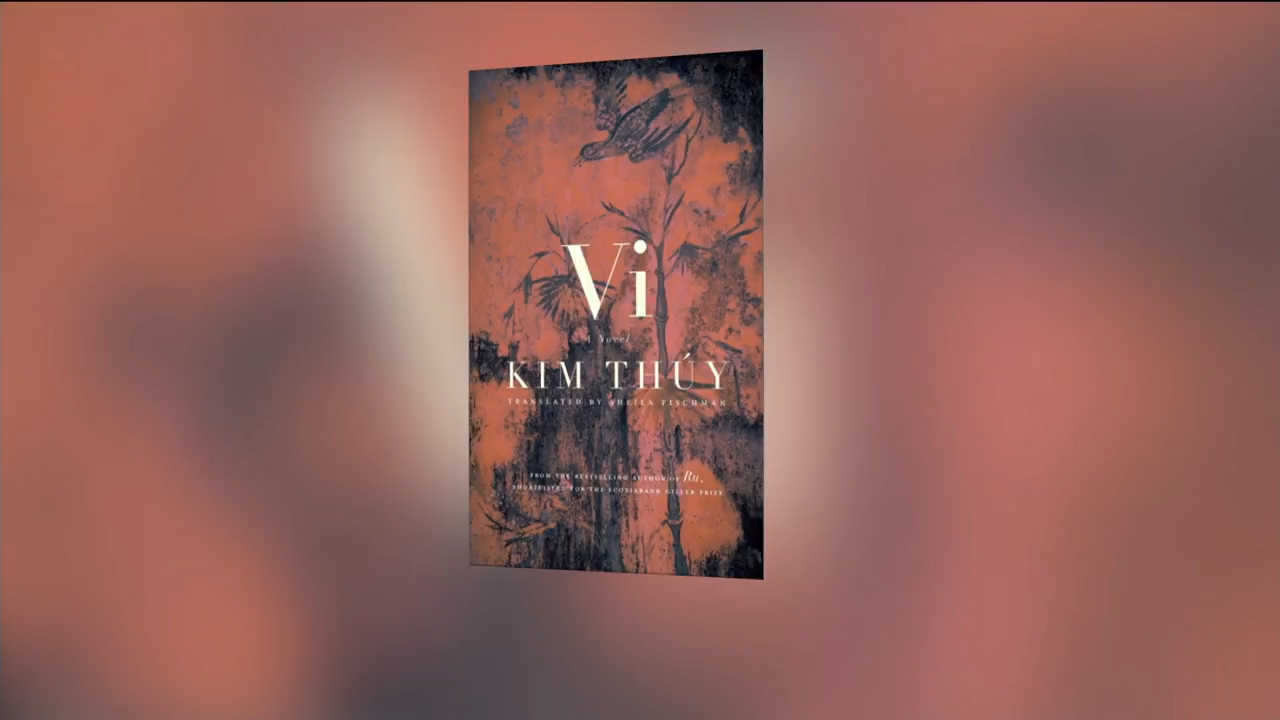 Vi
A Novel
KIM THÚY
TRANSLATED BY SHEILA FISCHMAN
FROM THE BESTSELLING AUTHOR OF Ru,
SHORTLISTED FOR THE SCOTIABANK GILLER PRIZE